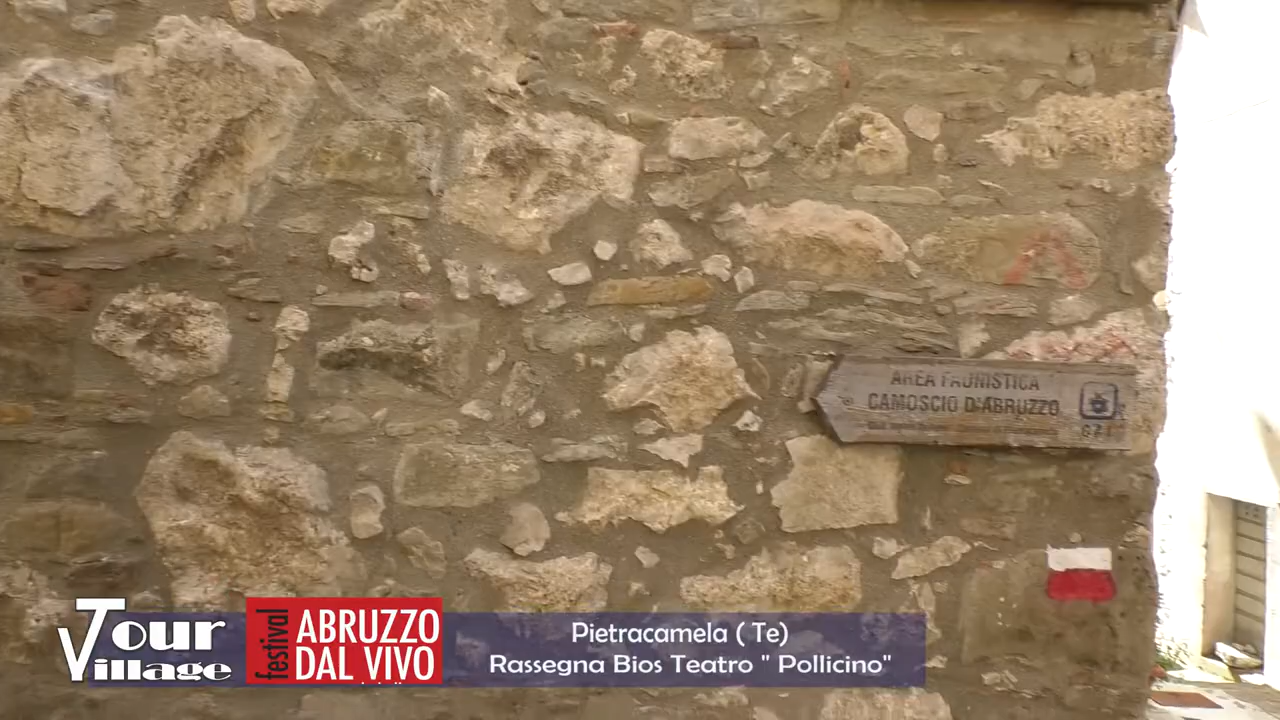 AREA FAUNISTICA
CAMOSCIO D'ABRUZZO
Tour
Village
festival
ABRUZZO
DAL VIVO
Pietracamela ( Te)
Rassegna Bios Teatro " Pollicino"